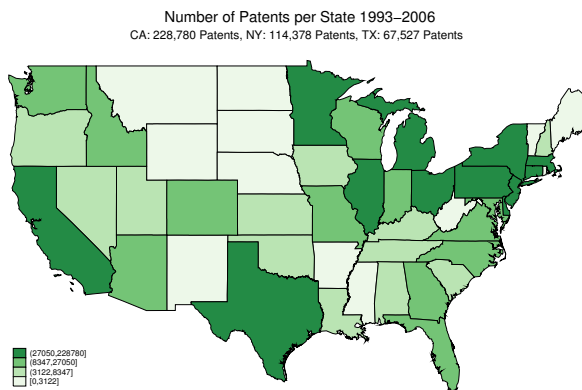 Number of Patents per State 1993−2006
CA: 228,780 Patents, NY: 114,378 Patents, TX: 67,527 Patents
(27050,228780]
(8347,27050]
(3122,8347]
[0,3122]